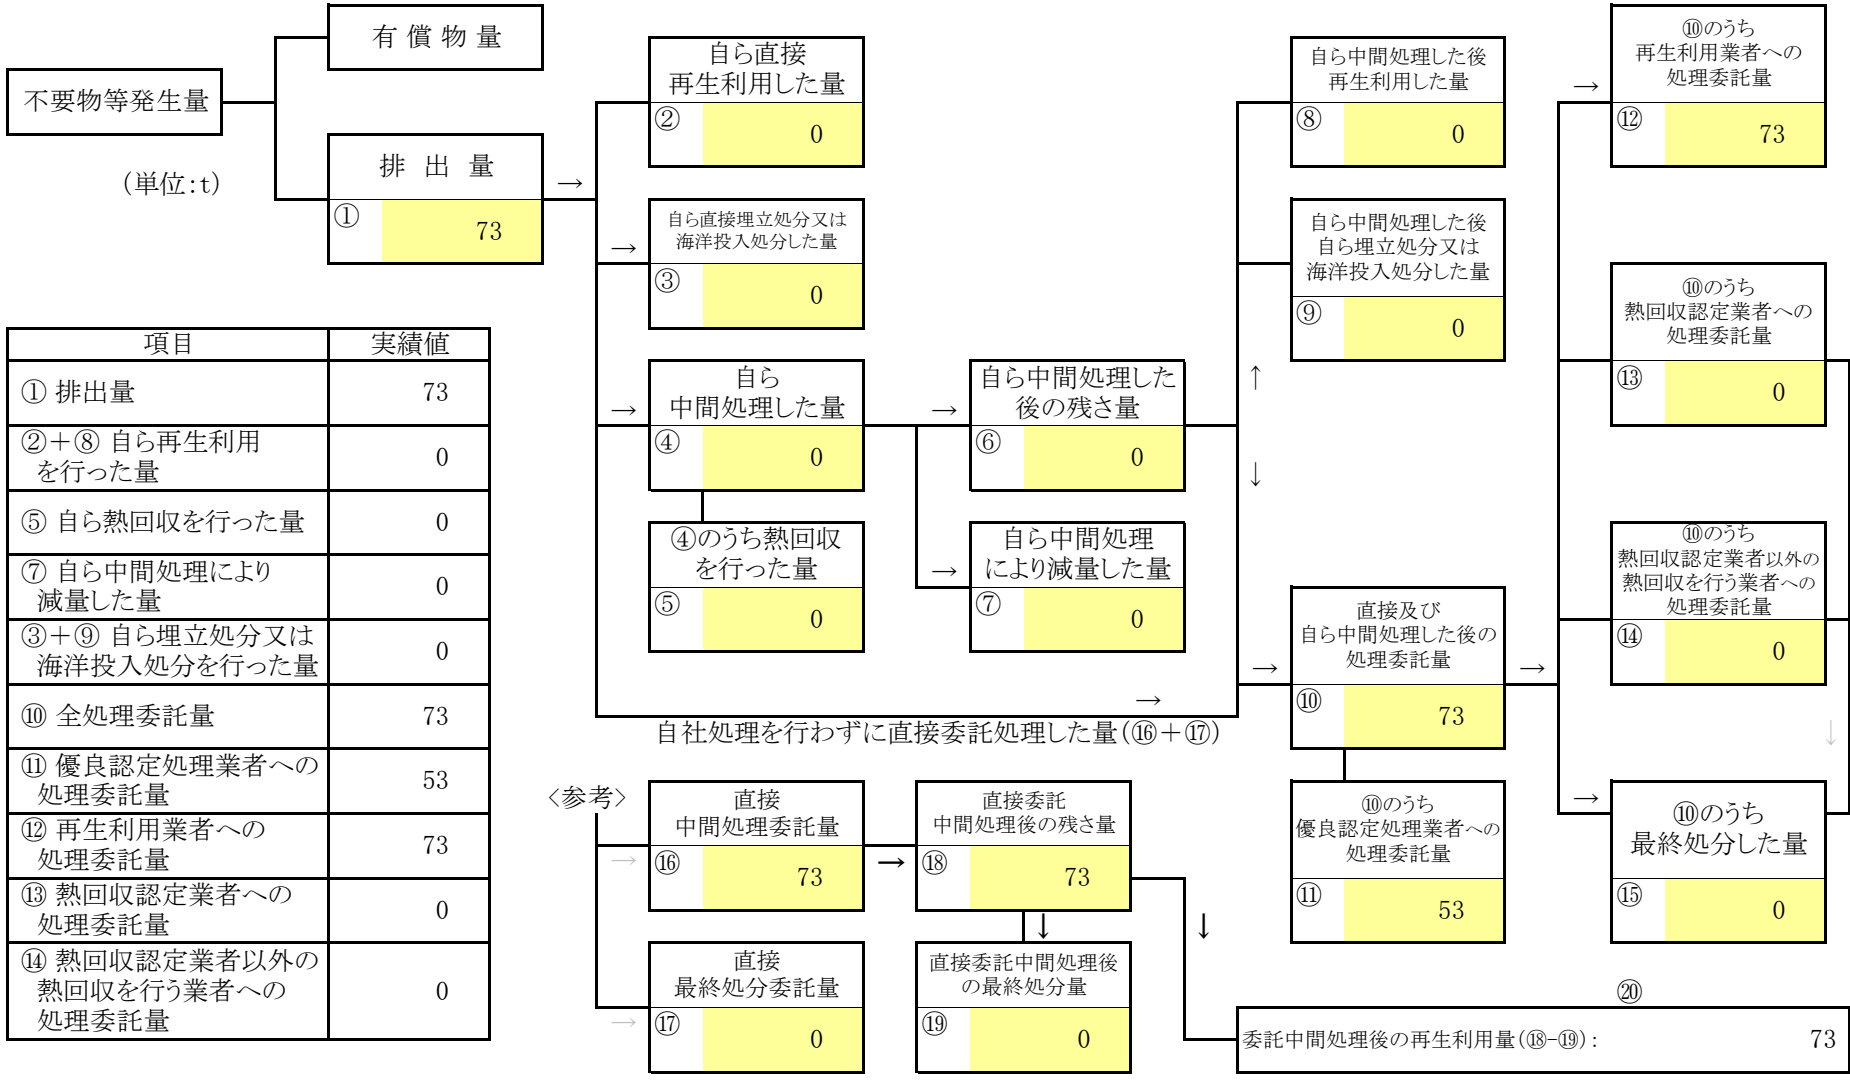 有 償 物 量
不要物等発生量
(単位:t)
排 出 量
①
73
→
自ら直接
再生利用した量
②
0
→
自ら直接埋立処分又は
海洋投入処分した量
③
0
→
自ら
中間処理した量
④
0
④のうち熱回収
を行った量
⑤
0
→
自ら中間処理した
後の残さ量
⑥
0
→
自ら中間処理
により減量した量
⑦
0
↑
↓
自ら中間処理した後
再生利用した量
⑧
0
自ら中間処理した後
自ら埋立処分又は
海洋投入処分した量
⑨
0
→
自社処理を行わずに直接委託処理した量(⑯+⑰)
→
直接及び
自ら中間処理した後の
処理委託量
⑩
73
⑩のうち
優良認定処理業者への
処理委託量
⑪
53
→
→
⑩のうち
再生利用業者への
処理委託量
⑫
73
⑩のうち
熱回収認定業者への
処理委託量
⑬
0
⑩のうち
熱回収認定業者以外の
熱回収を行う業者への
処理委託量
⑭
0
↓
→
⑩のうち
最終処分した量
⑮
0
項目 実績値
① 排出量 73
②+⑧ 自ら再生利用
を行った量
0
⑤ 自ら熱回収を行った量 0
⑦ 自ら中間処理により
減量した量
0
③+⑨ 自ら埋立処分又は
海洋投入処分を行った量
0
⑩ 全処理委託量 73
⑪ 優良認定処理業者への
処理委託量
53
⑫ 再生利用業者への
処理委託量
73
⑬ 熱回収認定業者への
処理委託量
0
⑭ 熱回収認定業者以外の
熱回収を行う業者への
処理委託量
0
<参考>
→
直接
中間処理委託量
⑯
73
→
直接委託
中間処理後の残さ量
⑱
73
↓
↓
→
直接
最終処分委託量
⑰
0
直接委託中間処理後
の最終処分量
⑲
0
⑳
委託中間処理後の再生利用量(⑱-⑲): 73